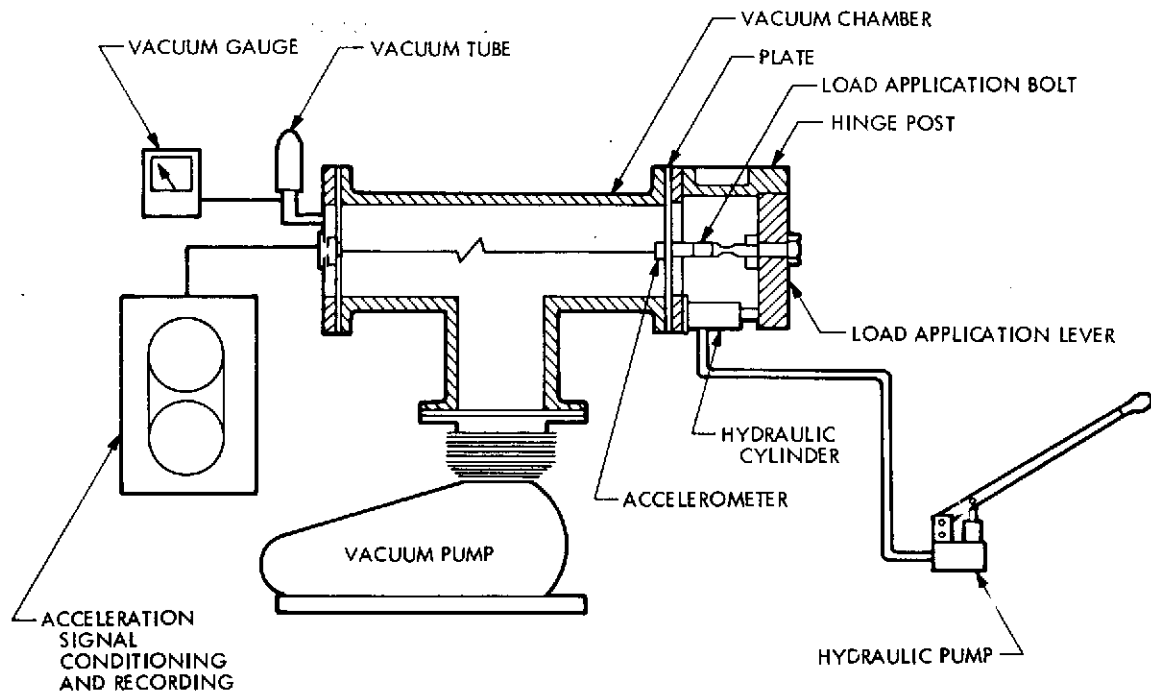 VACUUM GAUGE
VACUUM TUBE
VACUUM CHAMBER
PLATE
LOAD APPLICATION BOLT
HINGE POST
LOAD APPLICATION LEVER
HYDRAULIC
CYLINDER
ACCELEROMETER
VACUUM PUMP
ACCELERATION
SIGNAL
CONDITIONING
AND RECORDING
HYDRAULIC PUMP